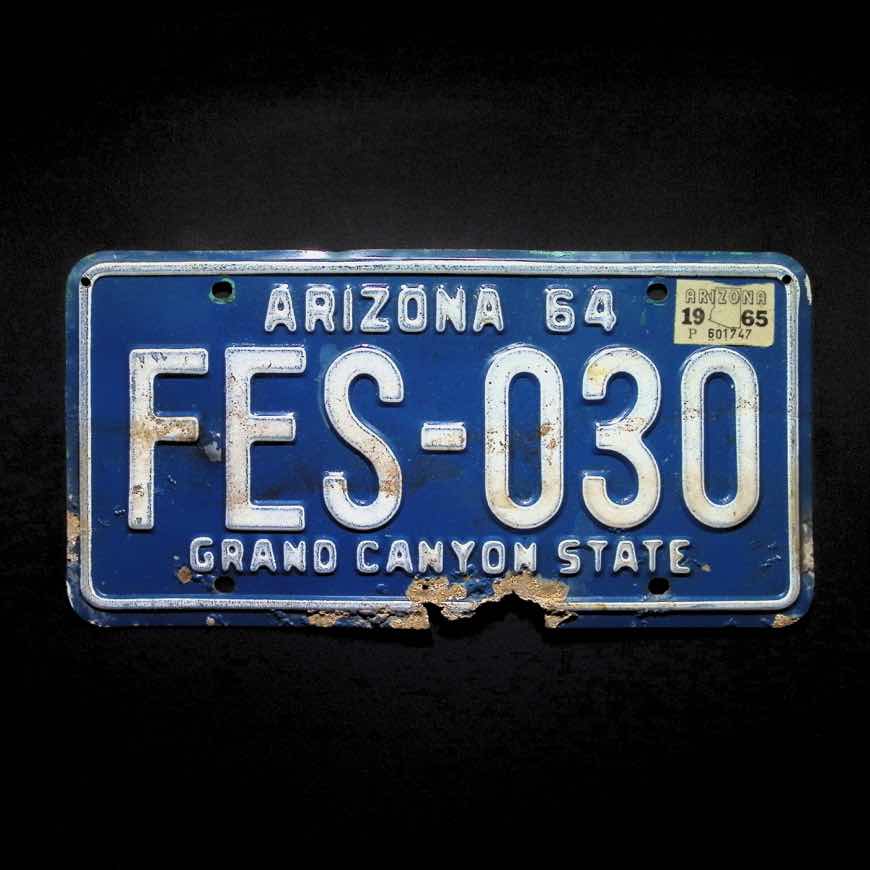 ARIZONA 64
ARIZONA
19 65
P 601747
FES-030
GRAND CANYON STATE